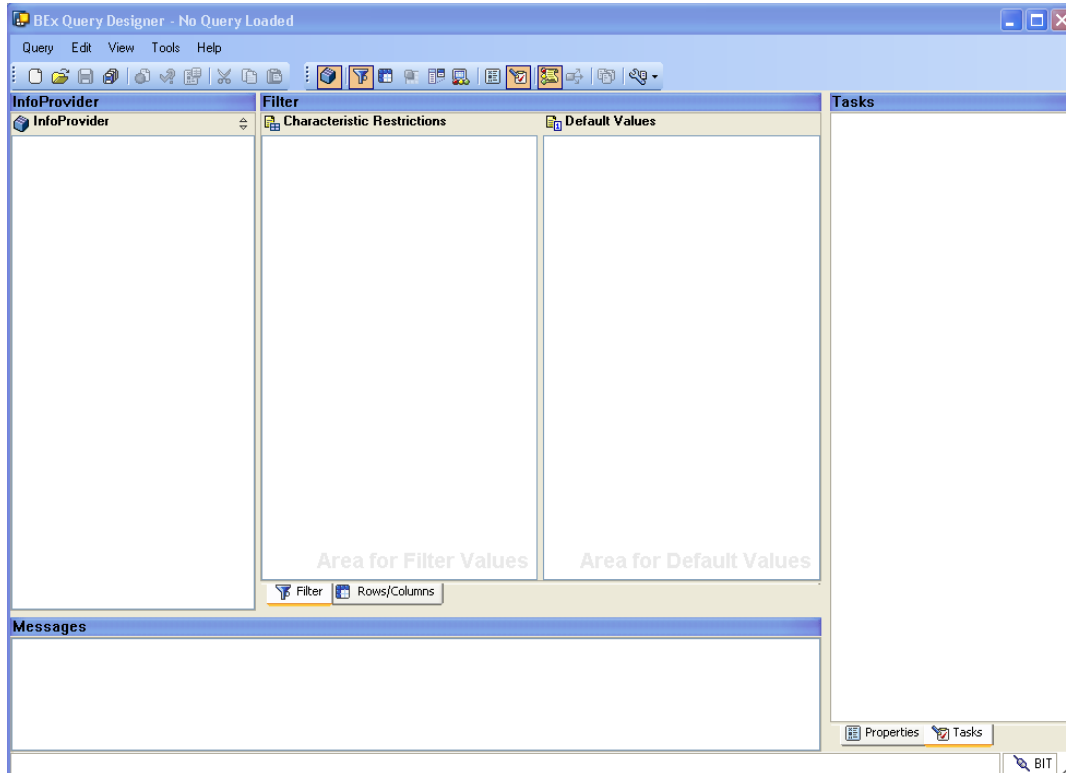 BEx Query Designer - No Query Loaded
Query Edit View Tools Help
InfoProvider
Filter
Tasks
InfoProvider
Characteristic Restrictions
Default Values
Area for Filter Values
Area for Default Values
Filter
Rows/Columns
Messages
Properties
Tasks
BIT